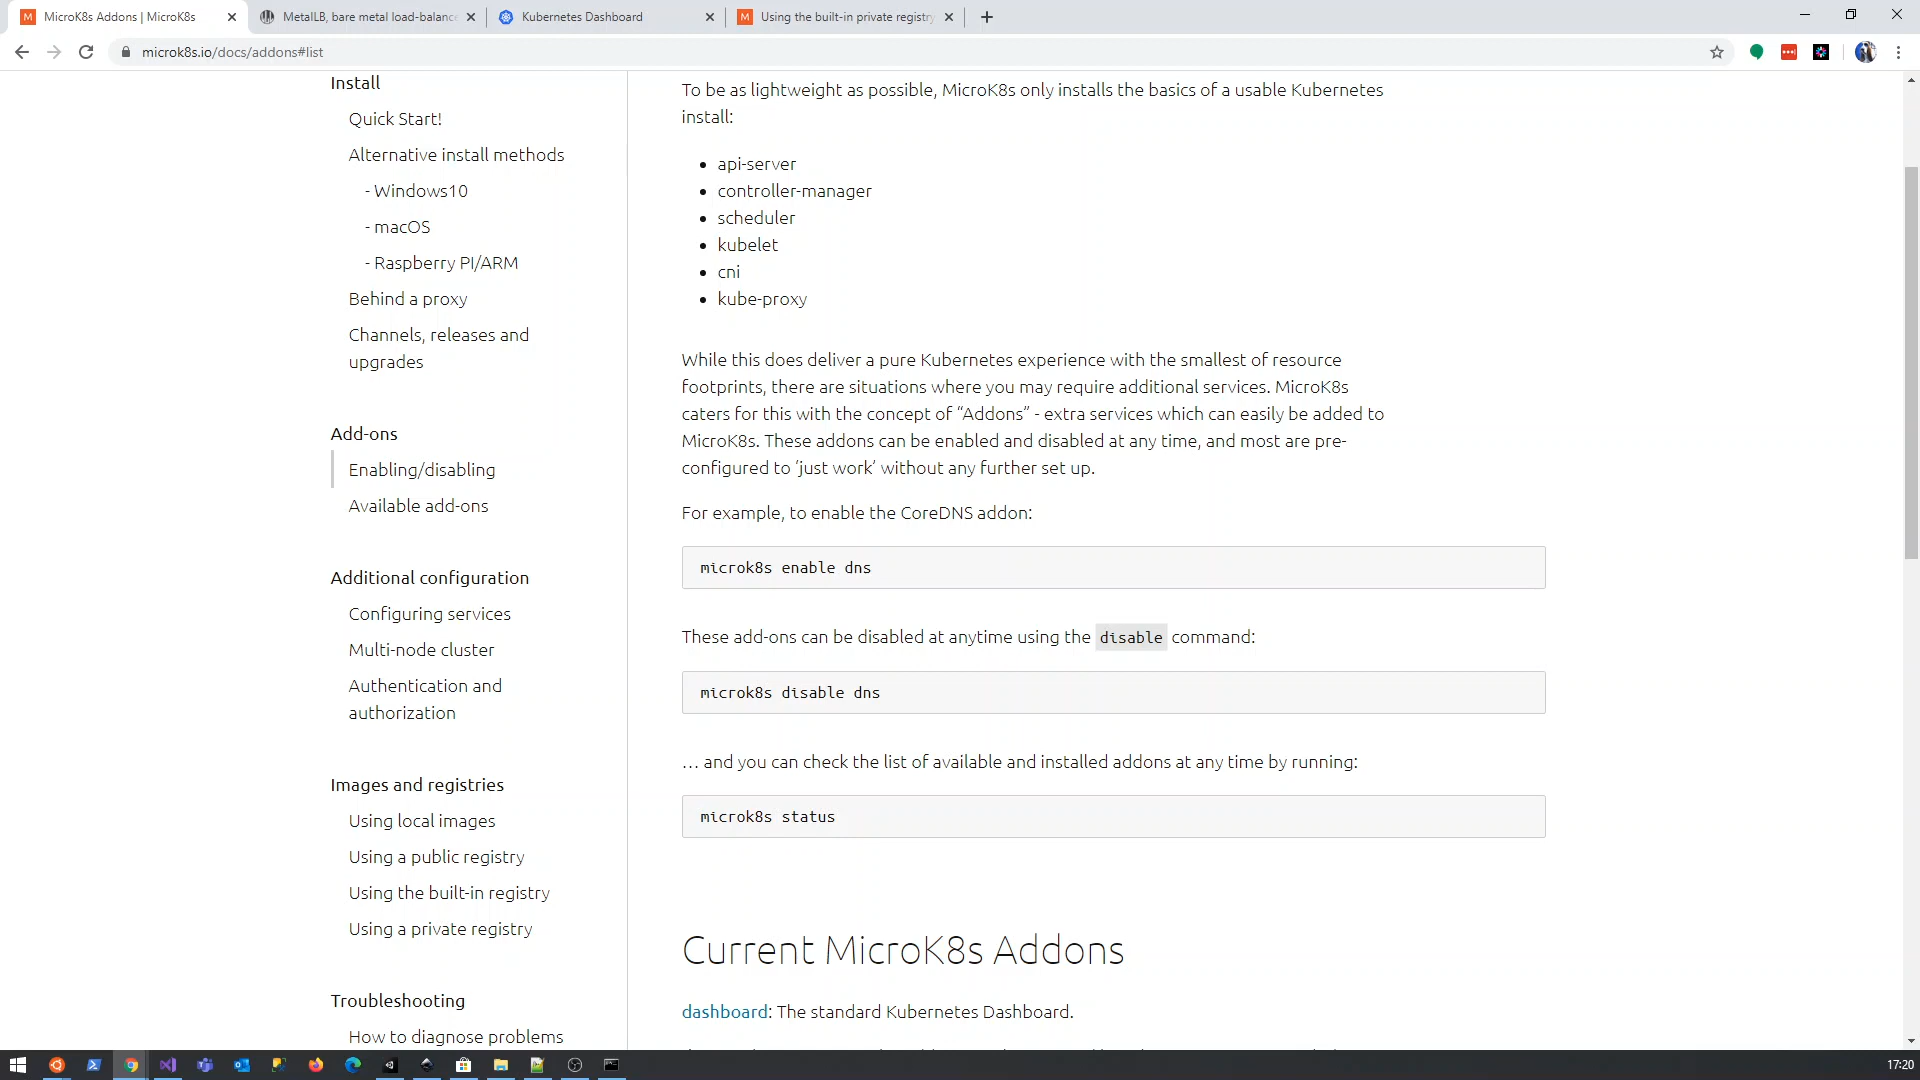 MicroK8s Addons | MicroK8s
MetalLB, bare metal load-balance
Kubernetes Dashboard
Using the built-in private registry
microk8s.io/docs/addons#list
Install
Quick Start!
Alternative install methods
- Windows10
- macOS
- Raspberry PI/ARM
Behind a proxy
Channels, releases and
upgrades
Add-ons
Enabling/disabling
Available add-ons
Additional configuration
Configuring services
Multi-node cluster
Authentication and
authorization
Images and registries
Using local images
Using a public registry
Using the built-in registry
Using a private registry
Troubleshooting
How to diagnose problems
To be as lightweight as possible, MicroK8s only installs the basics of a usable Kubernetes
install:
• api-server
• controller-manager
• scheduler
• kubelet
• cni
• kube-proxy
While this does deliver a pure Kubernetes experience with the smallest of resource
footprints, there are situations where you may require additional services. MicroK8s
caters for this with the concept of “Addons” - extra services which can easily be added to
MicroK8s. These addons can be enabled and disabled at any time, and most are pre-
configured to ‘just work’ without any further set up.
For example, to enable the CoreDNS addon:
microk8s enable dns
These add-ons can be disabled at anytime using the disable command:
microk8s disable dns
… and you can check the list of available and installed addons at any time by running:
microk8s status
Current MicroK8s Addons
dashboard: The standard Kubernetes Dashboard.
17:20